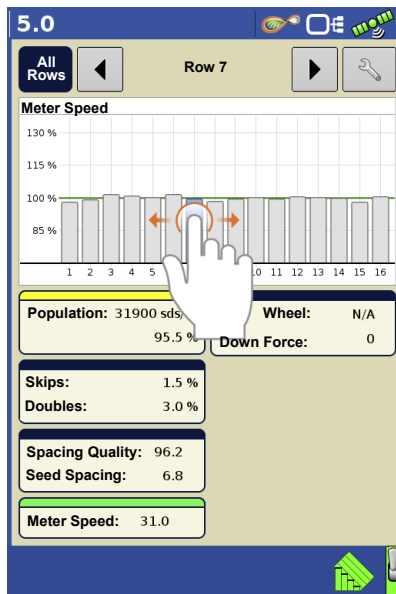 5.0
All
Rows
Row 7
Meter Speed
130 %
115 %
100 %
85 %
1 2 3 4 5 10 11 12 13 14 15 16
Population: 31900 sds/
95.5 %
Wheel: N/A
Down Force: 0
Skips: 1.5 %
Doubles: 3.0 %
Spacing Quality: 96.2
Seed Spacing: 6.8
Meter Speed: 31.0